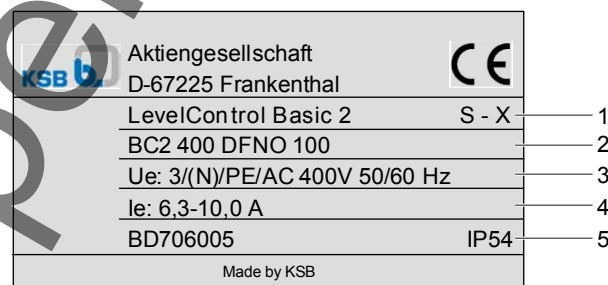 KSB b.
Aktiengesellschaft
D-67225 Frankenthal
CE
LevelControl Basic 2 S - X 1
BC2 400 DFNO 100 2
Ue: 3/(N)/PE/AC 400V 50/60 Hz 3
Ie: 6,3-10,0 A 4
BD706005 IP54 5
Made by KSB